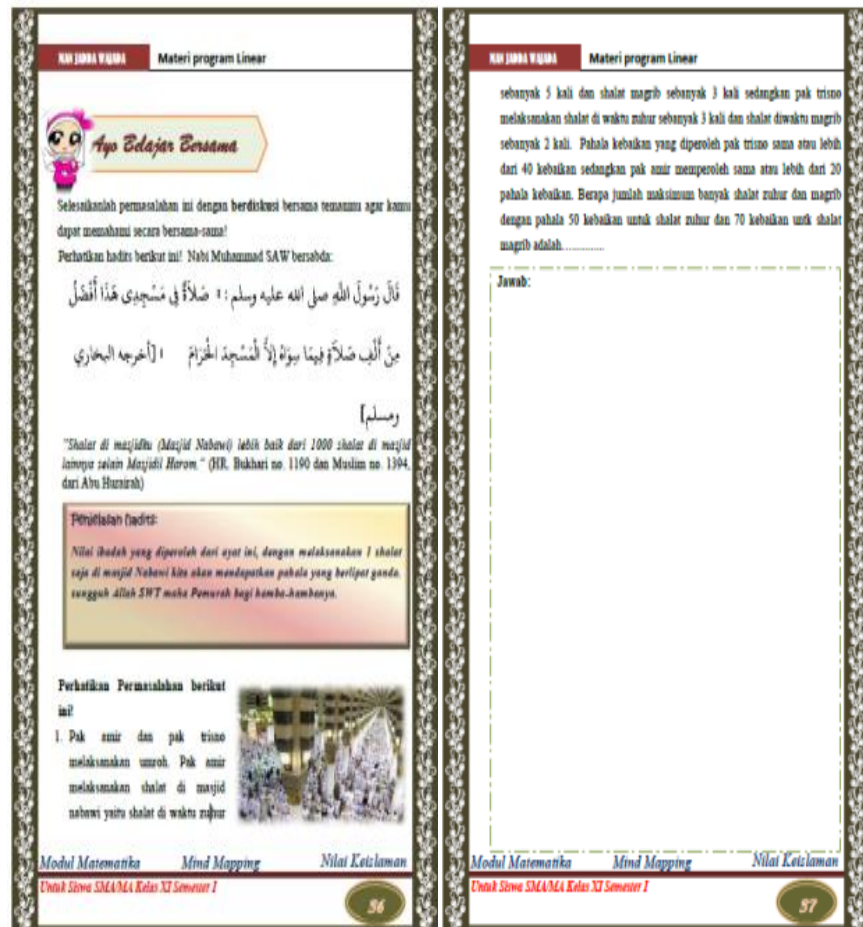 MAN JADDA WAJADA
Materi program Linear
Ayo Belajar Bersama
Selesaikanlah permasalahan ini dengan berdiskusi bersama temanmu agar kamu
dapat memahami secara bersama-sama!
Perhatikan hadits berikut ini! Nabi Muhammad SAW bersabda:
قَالَ رَسُولَ اللهِ صلى الله عليه وسلم : « صَلاَةٌ فِي مَسْجِدِى هَذَا أَفْضَلُ
مِنْ أَلْفِ صَلاَةٍ فِيمَا سِوَاهُ إِلاَّ الْمَسْجِدَ الْحَرَامَ » [أخرجه البخاري
ومسلم]
"Shalat di masjidku (Masjid Nabawi) lebih baik dari 1000 shalat di masjid
lainnya selain Masjidil Harom." (HR. Bukhari no. 1190 dan Muslim no. 1394,
dari Abu Hurairah)
Penjelasan hadits:
Nilai ibadah yang diperoleh dari ayat ini, dengan melaksanakan 1 shalat
saja di masjid Nabawi kita akan mendapatkan pahala yang berlipat ganda.
sungguh Allah SWT maha Pemurah bagi hamba-hambanya.
Perhatikan Permasalahan berikut
ini!
1. Pak amir dan pak trisno
melaksanakan umroh. Pak amir
melaksanakan shalat di masjid
nabawi yaitu shalat di waktu zuhur
Modul Matematika Mind Mapping Nilai Keislaman
Untuk Siswa SMA/MA Kelas XI Semester I
36
MAN JADDA WAJADA
Materi program Linear
sebanyak 5 kali dan shalat magrib sebanyak 3 kali sedangkan pak trisno
melaksanakan shalat di waktu zuhur sebanyak 3 kali dan shalat diwaktu magrib
sebanyak 2 kali. Pahala kebaikan yang diperoleh pak trisno sama atau lebih
dari 40 kebaikan sedangkan pak amir memperoleh sama atau lebih dari 20
pahala kebaikan. Berapa jumlah maksimum banyak shalat zuhur dan magrib
dengan pahala 50 kebaikan untuk shalat zuhur dan 70 kebaikan untk shalat
magrib adalah...............
Jawab:
Modul Matematika Mind Mapping Nilai Keislaman
Untuk Siswa SMA/MA Kelas XI Semester I
37